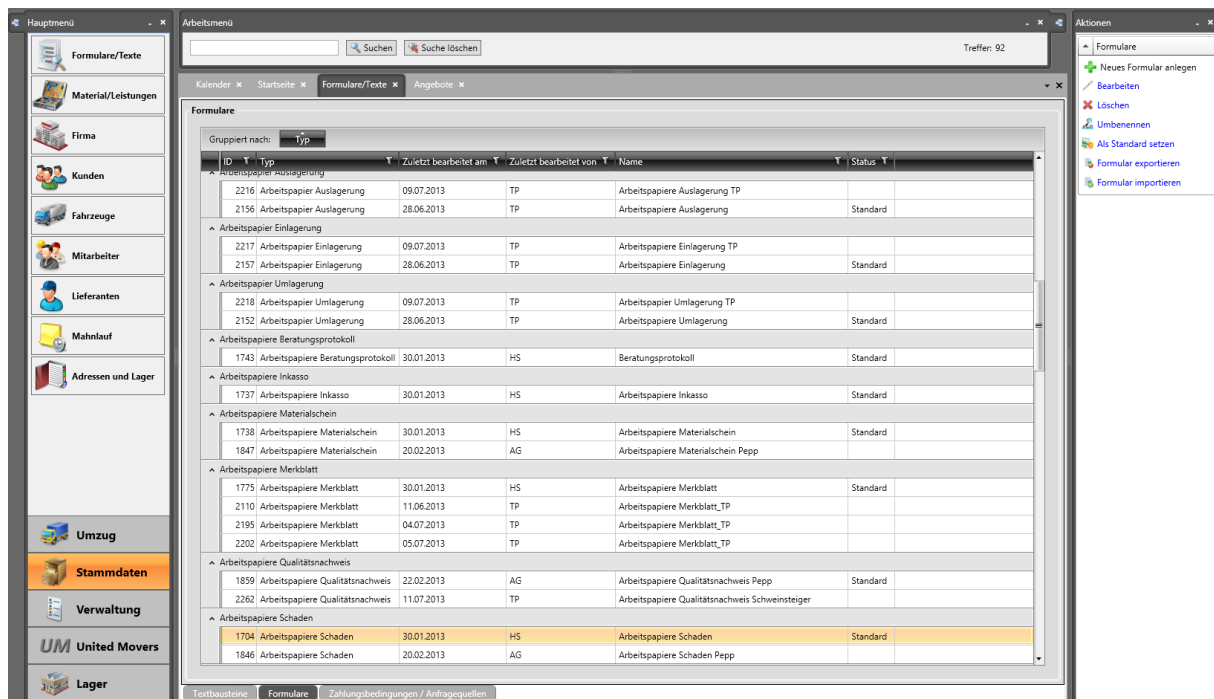 Hauptmenü
Formulare/Texte
Material/Leistungen
Firma
Kunden
Fahrzeuge
Mitarbeiter
Lieferanten
Mahnlauf
Adressen und Lager
Umzug
Stammdaten
Verwaltung
UM United Movers
Lager
Arbeitsmenü
Suchen Suche löschen Treffer: 92
Kalender Startseite Formulare/Texte Angebote
Formulare
Gruppiert nach: Typ
ID Typ Zuletzt bearbeitet am Zuletzt bearbeitet von Name Status
Arbeitspapier Auslagerung
2216 Arbeitspapier Auslagerung 09.07.2013 TP Arbeitspapiere Auslagerung TP
2156 Arbeitspapier Auslagerung 28.06.2013 TP Arbeitspapiere Auslagerung Standard
Arbeitspapier Einlagerung
2217 Arbeitspapier Einlagerung 09.07.2013 TP Arbeitspapiere Einlagerung TP
2157 Arbeitspapier Einlagerung 28.06.2013 TP Arbeitspapiere Einlagerung Standard
Arbeitspapier Umlagerung
2218 Arbeitspapier Umlagerung 09.07.2013 TP Arbeitspapier Umlagerung TP
2152 Arbeitspapier Umlagerung 28.06.2013 TP Arbeitspapiere Umlagerung Standard
Arbeitspapiere Beratungsprotokoll
1743 Arbeitspapiere Beratungsprotokoll 30.01.2013 HS Beratungsprotokoll Standard
Arbeitspapiere Inkasso
1737 Arbeitspapiere Inkasso 30.01.2013 HS Arbeitspapiere Inkasso Standard
Arbeitspapiere Materialschein
1738 Arbeitspapiere Materialschein 30.01.2013 HS Arbeitspapiere Materialschein Standard
1847 Arbeitspapiere Materialschein 20.02.2013 AG Arbeitspapiere Materialschein Pepp
Arbeitspapiere Merkblatt
1775 Arbeitspapiere Merkblatt 30.01.2013 HS Arbeitspapiere Merkblatt Standard
2110 Arbeitspapiere Merkblatt 11.06.2013 TP Arbeitspapiere Merkblatt_TP
2195 Arbeitspapiere Merkblatt 04.07.2013 TP Arbeitspapiere Merkblatt_TP
2202 Arbeitspapiere Merkblatt 05.07.2013 TP Arbeitspapiere Merkblatt_TP
Arbeitspapiere Qualitätsnachweis
1859 Arbeitspapiere Qualitätsnachweis 22.02.2013 AG Arbeitspapiere Qualitätsnachweis Pepp Standard
2262 Arbeitspapiere Qualitätsnachweis 11.07.2013 TP Arbeitspapiere Qualitätsnachweis Schweinsteiger
Arbeitspapiere Schaden
1704 Arbeitspapiere Schaden 30.01.2013 HS Arbeitspapiere Schaden Standard
1846 Arbeitspapiere Schaden 20.02.2013 AG Arbeitspapiere Schaden Pepp
Textbausteine Formulare Zahlungsbedingungen / Anfragequellen
Aktionen
Formulare
Neues Formular anlegen
Bearbeiten
Löschen
Umbenennen
Als Standard setzen
Formular exportieren
Formular importieren